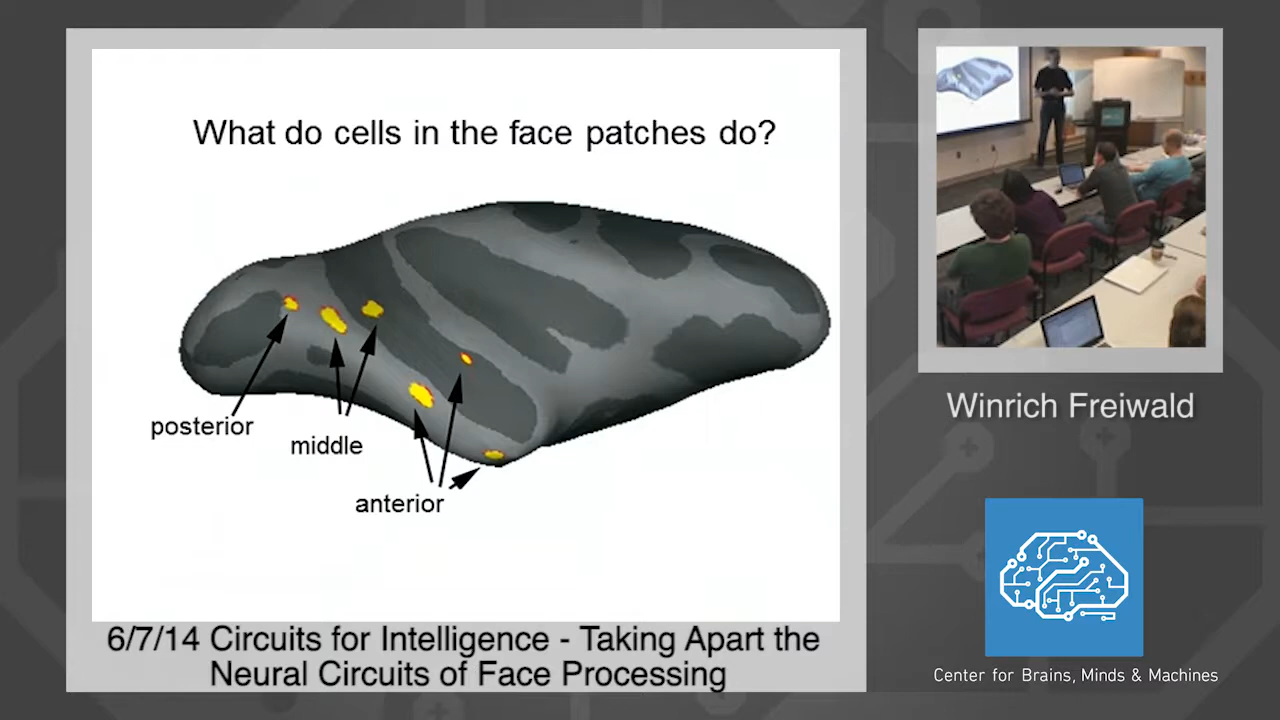 What do cells in the face patches do?
posterior
middle
anterior
6/7/14 Circuits for Intelligence - Taking Apart the
Neural Circuits of Face Processing
Winrich Freiwald
Center for Brains, Minds & Machines